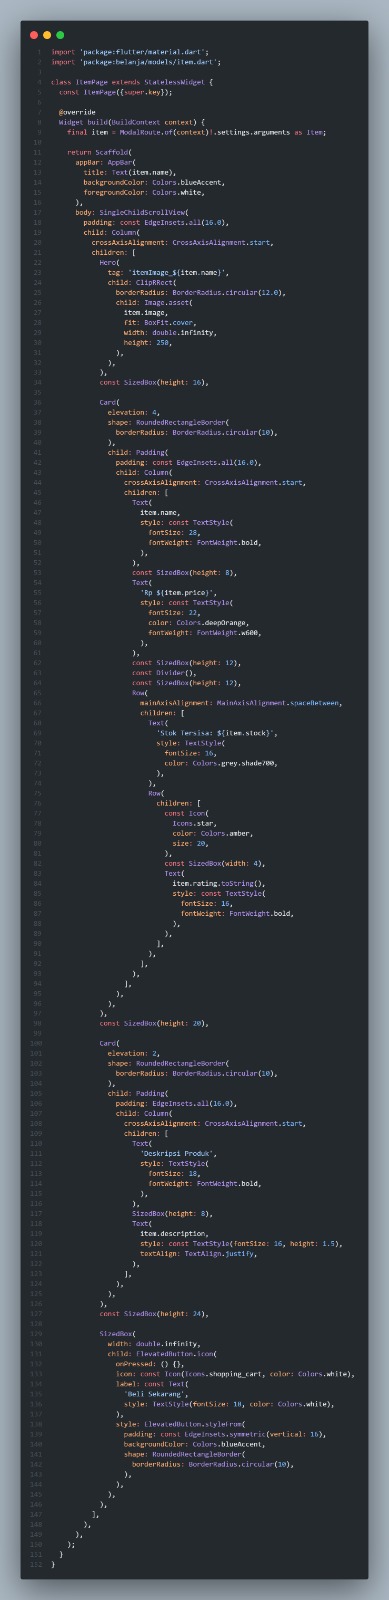 1 import 'package:flutter/material.dart';
2 import 'package:belanja/models/item.dart';
3
4 class ItemPage extends StatelessWidget {
5   const ItemPage({super.key});
6
7   @override
8   Widget build(BuildContext context) {
9     final item = ModalRoute.of(context)!.settings.arguments as Item;
10
11     return Scaffold(
12       appBar: AppBar(
13         title: Text(item.name),
14         backgroundColor: Colors.blueAccent,
15         foregroundColor: Colors.white,
16       ),
17       body: SingleChildScrollView(
18         padding: const EdgeInsets.all(16.0),
19         child: Column(
20           crossAxisAlignment: CrossAxisAlignment.start,
21           children: [
22             Hero(
23               tag: 'itemImage_${item.name}',
24               child: ClipRRect(
25                 borderRadius: BorderRadius.circular(12.0),
26                 child: Image.asset(
27                   item.image,
28                   fit: BoxFit.cover,
29                   width: double.infinity,
30                   height: 250,
31                 ),
32               ),
33             ),
34             const SizedBox(height: 16),
35
36             Card(
37               elevation: 4,
38               shape: RoundedRectangleBorder(
39                 borderRadius: BorderRadius.circular(10),
40               ),
41               child: Padding(
42                 padding: const EdgeInsets.all(16.0),
43                 child: Column(
44                   crossAxisAlignment: CrossAxisAlignment.start,
45                   children: [
46                     Text(
47                       item.name,
48                       style: const TextStyle(
49                         fontSize: 28,
50                         fontWeight: FontWeight.bold,
51                       ),
52                     ),
53                     const SizedBox(height: 8),
54                     Text(
55                       'Rp ${item.price}',
56                       style: const TextStyle(
57                         fontSize: 22,
58                         color: Colors.deepOrange,
59                         fontWeight: FontWeight.w600,
60                       ),
61                     ),
62                     const SizedBox(height: 12),
63                     const Divider(),
64                     const SizedBox(height: 12),
65                     Row(
66                       mainAxisAlignment: MainAxisAlignment.spaceBetween,
67                       children: [
68                         Text(
69                           'Stok Tersisa: ${item.stock}',
70                           style: TextStyle(
71                             fontSize: 16,
72                             color: Colors.grey.shade700,
73                           ),
74                         ),
75                         Row(
76                           children: [
77                             const Icon(
78                               Icons.star,
79                               color: Colors.amber,
80                               size: 20,
81                             ),
82                             const SizedBox(width: 4),
83                             Text(
84                               item.rating.toString(),
85                               style: const TextStyle(
86                                 fontSize: 16,
87                                 fontWeight: FontWeight.bold,
88                               ),
89                             ),
90                           ],
91                         ),
92                       ],
93                     ),
94                   ],
95                 ),
96               ),
97             ),
98             const SizedBox(height: 20),
99
100             Card(
101               elevation: 2,
102               shape: RoundedRectangleBorder(
103                 borderRadius: BorderRadius.circular(10),
104               ),
105               child: Padding(
106                 padding: EdgeInsets.all(16.0),
107                 child: Column(
108                   crossAxisAlignment: CrossAxisAlignment.start,
109                   children: [
110                     Text(
111                       'Deskripsi Produk',
112                       style: TextStyle(
113                         fontSize: 18,
114                         fontWeight: FontWeight.bold,
115                       ),
116                     ),
117                     SizedBox(height: 8),
118                     Text(
119                       item.description,
120                       style: const TextStyle(fontSize: 16, height: 1.5),
121                       textAlign: TextAlign.justify,
122                     ),
123                   ],
124                 ),
125               ),
126             ),
127             const SizedBox(height: 24),
128
129             SizedBox(
130               width: double.infinity,
131               child: ElevatedButton.icon(
132                 onPressed: () {},
133                 icon: const Icon(Icons.shopping_cart, color: Colors.white),
134                 label: const Text(
135                   'Beli Sekarang',
136                   style: TextStyle(fontSize: 18, color: Colors.white),
137                 ),
138                 style: ElevatedButton.styleFrom(
139                   padding: const EdgeInsets.symmetric(vertical: 16),
140                   backgroundColor: Colors.blueAccent,
141                   shape: RoundedRectangleBorder(
142                     borderRadius: BorderRadius.circular(10),
143                   ),
144                 ),
145               ),
146             ),
147           ],
148         ),
149       ),
150     );
151   }
152 }